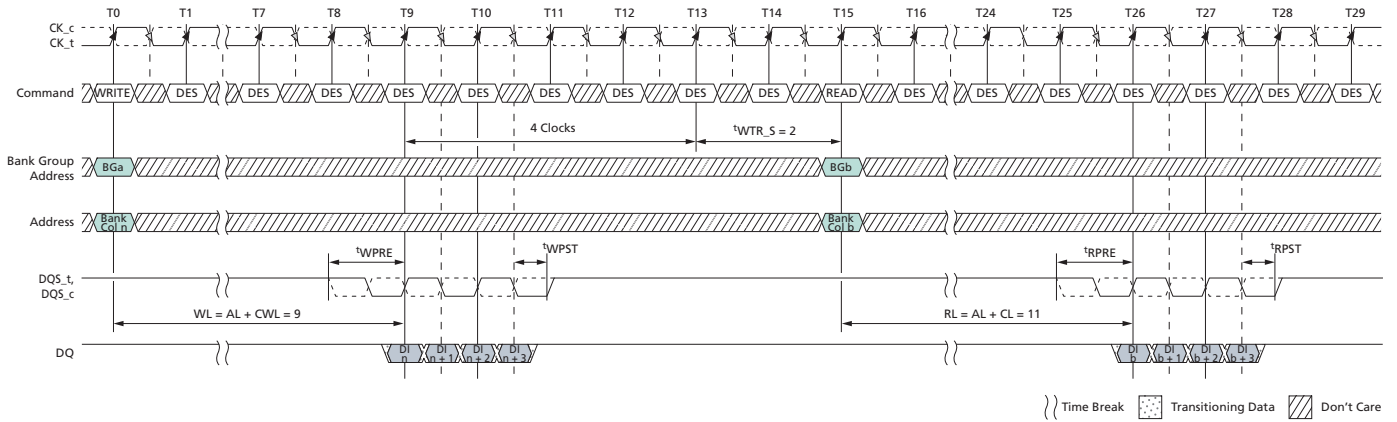 T0 T1 T7 T8 T9 T10 T11 T12 T13 T14 T15 T16 T24 T25 T26 T27 T28 T29
CK_c
CK_t
Command WRITE DES DES DES DES DES DES DES DES DES READ DES DES DES DES DES DES DES
4 Clocks tWTR_S = 2
Bank Group
Address BGa BGb
Address Bank
Col n Bank
Col b
tWPRE tWPST tRPRE tRPST
DQS_t,
DQS_c
WL = AL + CWL = 9 RL = AL + CL = 11
DQ DI
n DI
n + 1 DI
n + 2 DI
n + 3 DI
b DI
b + 1 DI
b + 2 DI
b + 3
Time Break Transitioning Data Don't Care